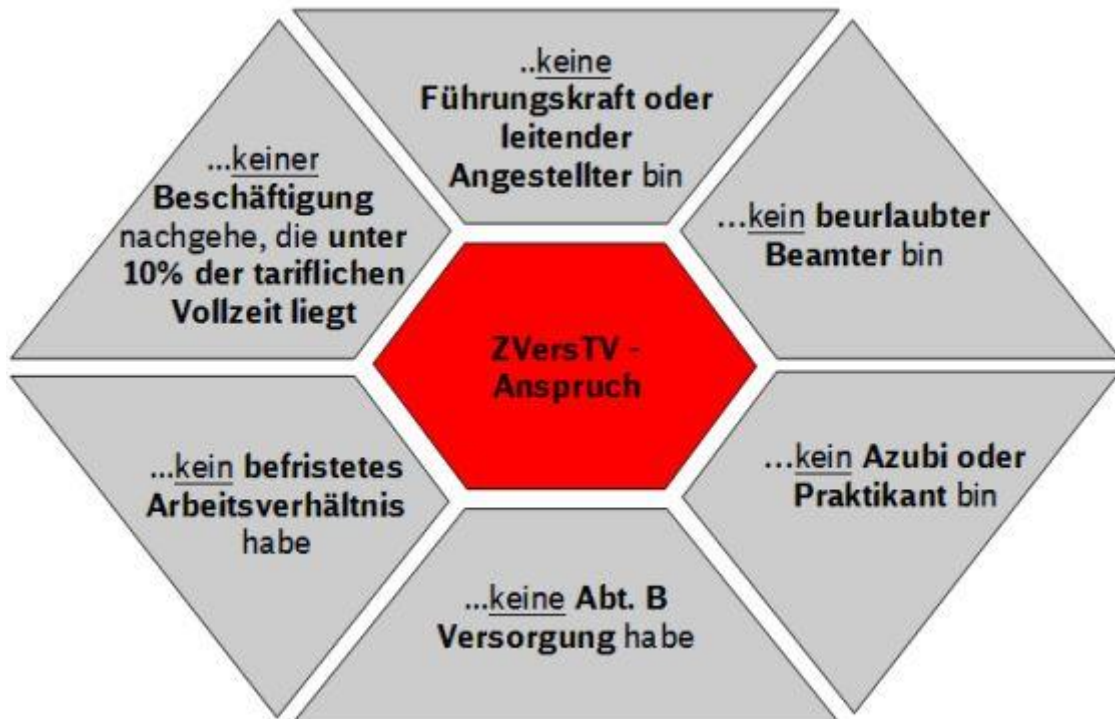 ..keine
Führungskraft oder
leitender
Angestellter bin
...keiner
Beschäftigung
nachgehe, die unter
10% der tariflichen
Vollzeit liegt
...kein beurlaubter
Beamter bin
ZVersTV -
Anspruch
...kein befristetes
Arbeitsverhältnis
habe
...kein Azubi oder
Praktikant bin
...keine Abt. B
Versorgung habe